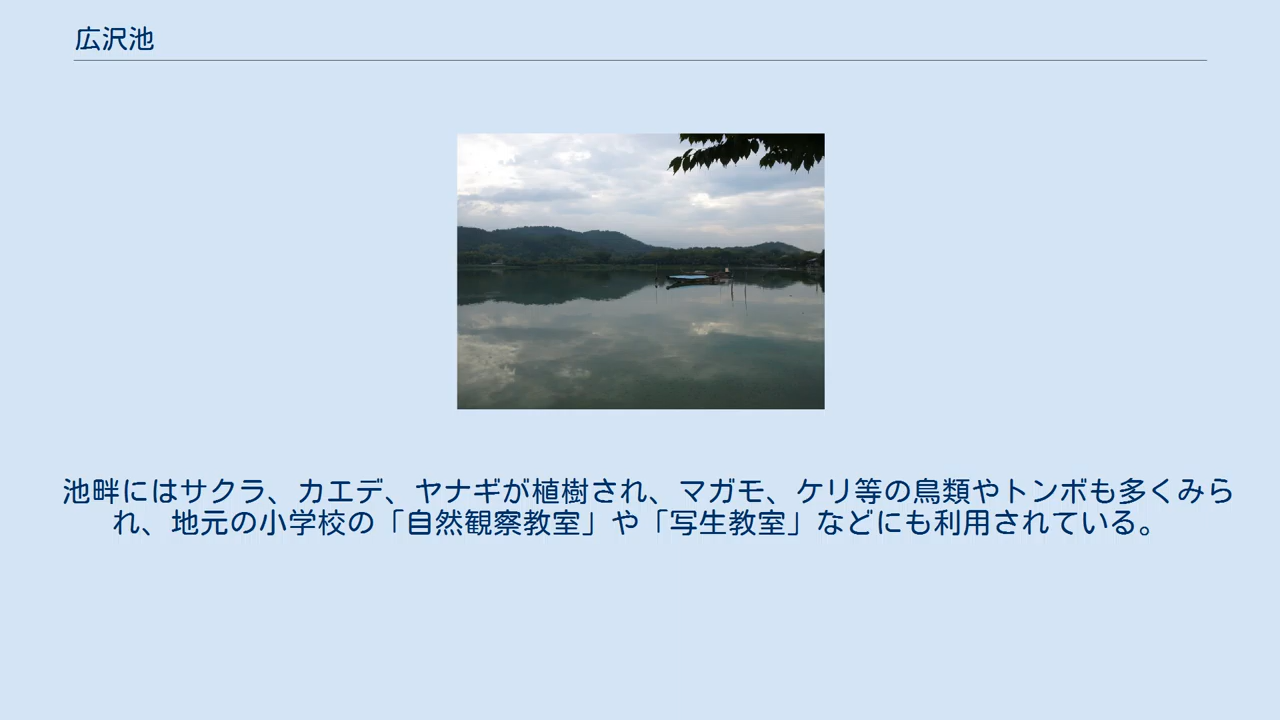 広沢池
池畔にはサクラ、カエデ、ヤナギが植樹され、マガモ、ケリ等の鳥類やトンボも多くみら
れ、地元の小学校の「自然観察教室」や「写生教室」などにも利用されている。